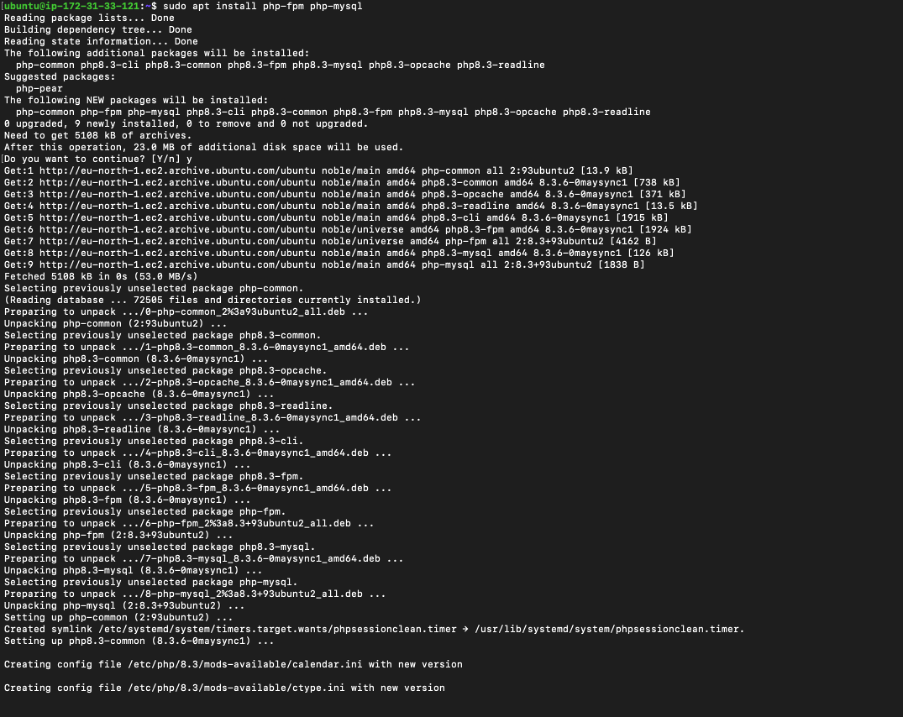 [ubuntu@ip-172-31-33-121:~$ sudo apt install php-fpm php-mysql
Reading package lists... Done
Building dependency tree... Done
Reading state information... Done
The following additional packages will be installed:
  php-common php8.3-cli php8.3-common php8.3-fpm php8.3-mysql php8.3-opcache php8.3-readline
Suggested packages:
  php-pear
The following NEW packages will be installed:
  php-common php-fpm php-mysql php8.3-cli php8.3-common php8.3-fpm php8.3-mysql php8.3-opcache php8.3-readline
0 upgraded, 9 newly installed, 0 to remove and 0 not upgraded.
Need to get 5108 kB of archives.
After this operation, 23.0 MB of additional disk space will be used.
[Do you want to continue? [Y/n] y
Get:1 http://eu-north-1.ec2.archive.ubuntu.com/ubuntu noble/main amd64 php-common all 2:93ubuntu2 [13.9 kB]
Get:2 http://eu-north-1.ec2.archive.ubuntu.com/ubuntu noble/main amd64 php8.3-common amd64 8.3.6-0maysync1 [738 kB]
Get:3 http://eu-north-1.ec2.archive.ubuntu.com/ubuntu noble/main amd64 php8.3-opcache amd64 8.3.6-0maysync1 [371 kB]
Get:4 http://eu-north-1.ec2.archive.ubuntu.com/ubuntu noble/main amd64 php8.3-readline amd64 8.3.6-0maysync1 [13.5 kB]
Get:5 http://eu-north-1.ec2.archive.ubuntu.com/ubuntu noble/main amd64 php8.3-cli amd64 8.3.6-0maysync1 [1915 kB]
Get:6 http://eu-north-1.ec2.archive.ubuntu.com/ubuntu noble/universe amd64 php8.3-fpm amd64 8.3.6-0maysync1 [1924 kB]
Get:7 http://eu-north-1.ec2.archive.ubuntu.com/ubuntu noble/universe amd64 php-fpm all 2:8.3+93ubuntu2 [4162 B]
Get:8 http://eu-north-1.ec2.archive.ubuntu.com/ubuntu noble/main amd64 php8.3-mysql amd64 8.3.6-0maysync1 [126 kB]
Get:9 http://eu-north-1.ec2.archive.ubuntu.com/ubuntu noble/main amd64 php-mysql all 2:8.3+93ubuntu2 [1838 B]
Fetched 5108 kB in 0s (53.0 MB/s)
Selecting previously unselected package php-common.
(Reading database ... 72505 files and directories currently installed.)
Preparing to unpack .../0-php-common_2%3a93ubuntu2_all.deb ...
Unpacking php-common (2:93ubuntu2) ...
Selecting previously unselected package php8.3-common.
Preparing to unpack .../1-php8.3-common_8.3.6-0maysync1_amd64.deb ...
Unpacking php8.3-common (8.3.6-0maysync1) ...
Selecting previously unselected package php8.3-opcache.
Preparing to unpack .../2-php8.3-opcache_8.3.6-0maysync1_amd64.deb ...
Unpacking php8.3-opcache (8.3.6-0maysync1) ...
Selecting previously unselected package php8.3-readline.
Preparing to unpack .../3-php8.3-readline_8.3.6-0maysync1_amd64.deb ...
Unpacking php8.3-readline (8.3.6-0maysync1) ...
Selecting previously unselected package php8.3-cli.
Preparing to unpack .../4-php8.3-cli_8.3.6-0maysync1_amd64.deb ...
Unpacking php8.3-cli (8.3.6-0maysync1) ...
Selecting previously unselected package php8.3-fpm.
Preparing to unpack .../5-php8.3-fpm_8.3.6-0maysync1_amd64.deb ...
Unpacking php8.3-fpm (8.3.6-0maysync1) ...
Selecting previously unselected package php-fpm.
Preparing to unpack .../6-php-fpm_2%3a8.3+93ubuntu2_all.deb ...
Unpacking php-fpm (2:8.3+93ubuntu2) ...
Selecting previously unselected package php8.3-mysql.
Preparing to unpack .../7-php8.3-mysql_8.3.6-0maysync1_amd64.deb ...
Unpacking php8.3-mysql (8.3.6-0maysync1) ...
Selecting previously unselected package php-mysql.
Preparing to unpack .../8-php-mysql_2%3a8.3+93ubuntu2_all.deb ...
Unpacking php-mysql (2:8.3+93ubuntu2) ...
Setting up php-common (2:93ubuntu2) ...
Created symlink /etc/systemd/system/timers.target.wants/phpsessionclean.timer → /usr/lib/systemd/system/phpsessionclean.timer.
Setting up php8.3-common (8.3.6-0maysync1) ...
Creating config file /etc/php/8.3/mods-available/calendar.ini with new version
Creating config file /etc/php/8.3/mods-available/ctype.ini with new version